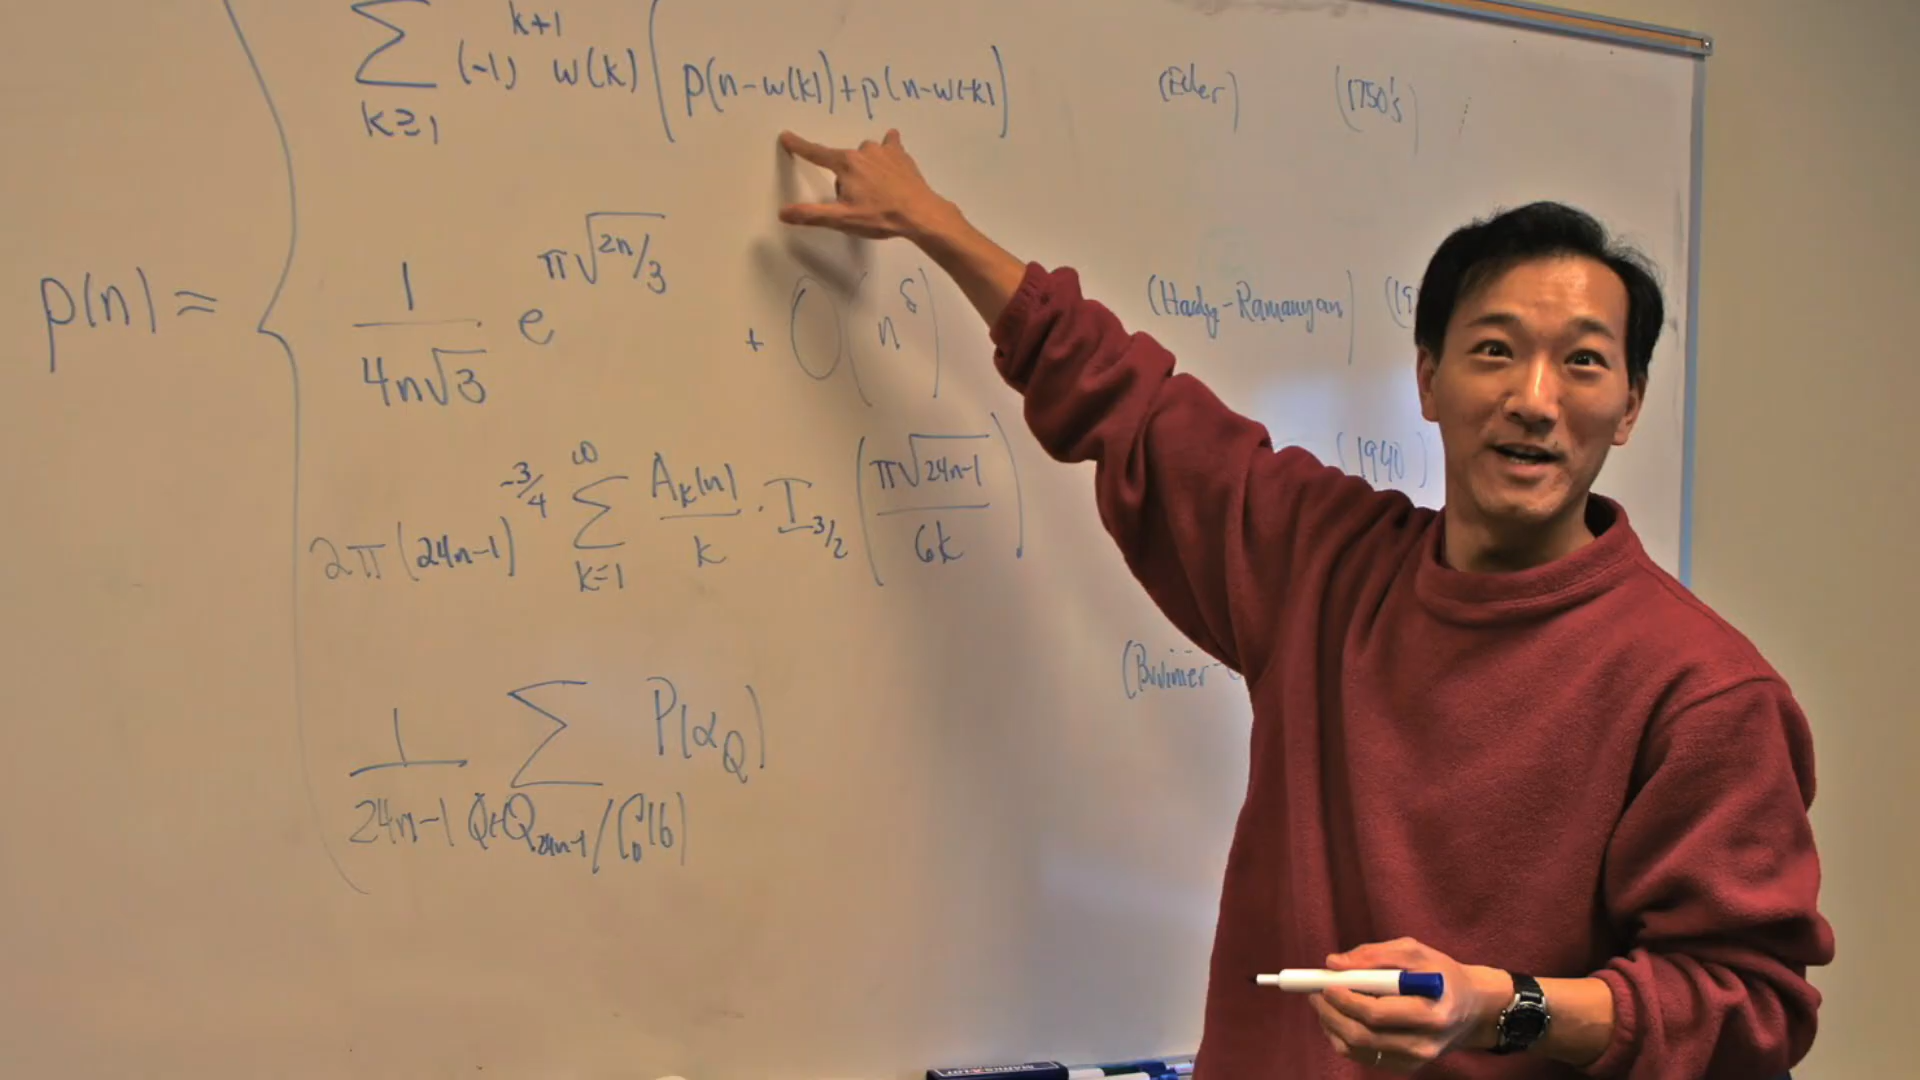 p(n) =
∑_{k≥1} (-1)^{k+1} w(k) (p(n-w(k))+p(n-w(-k))) (Euler) (1750's)
1/(4n√3) e^{π√(2n/3)} + O(n^δ) (Hardy-Ramanujan) (19
2π(24n-1)^{-3/4} ∑_{k=1}^{∞} A_k(n)/k · I_{3/2} (π√(24n-1)/6k) (1940)
1/(24n-1) ∑_{Q∈Q_{24n-1}/Γ_0(6)} P(α_Q) (Bruinier-